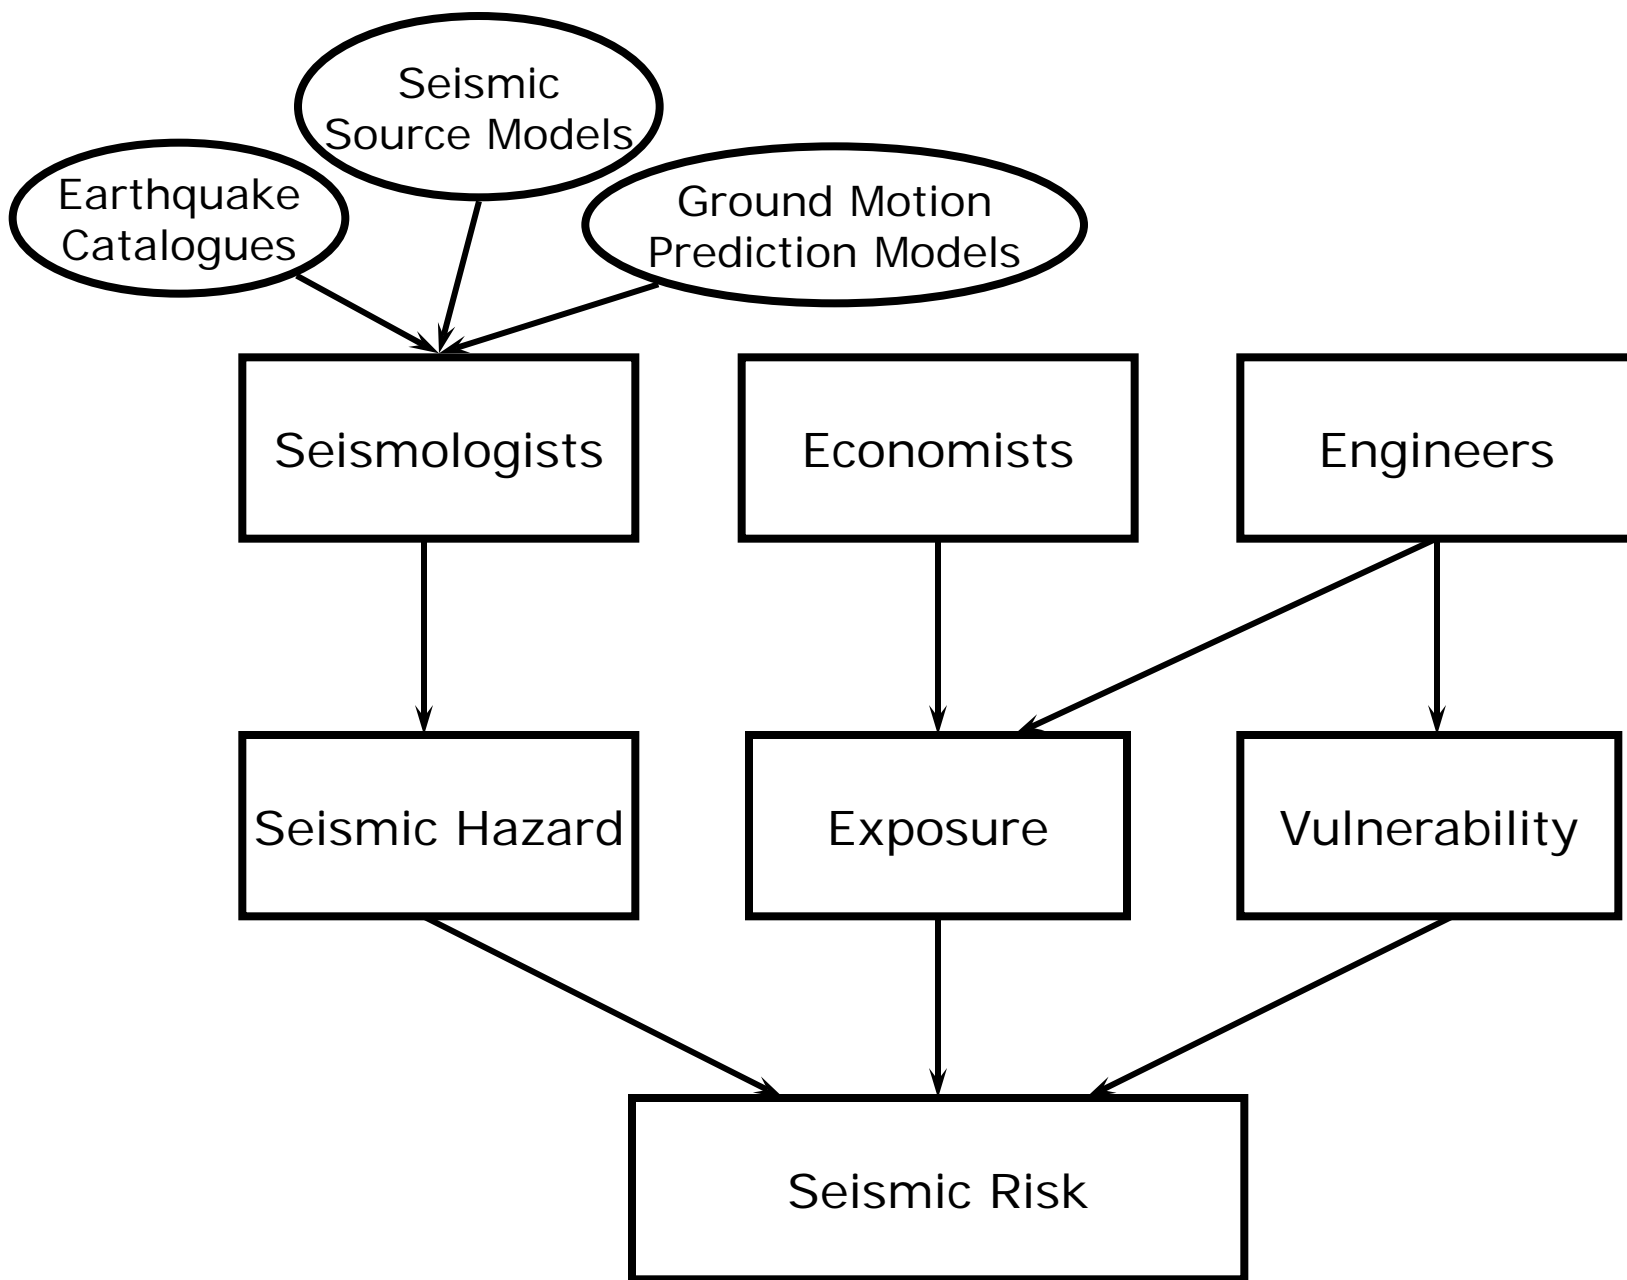 Seismic
Source Models
Earthquake
Catalogues
Ground Motion
Prediction Models
Seismologists
Economists
Engineers
Seismic Hazard
Exposure
Vulnerability
Seismic Risk